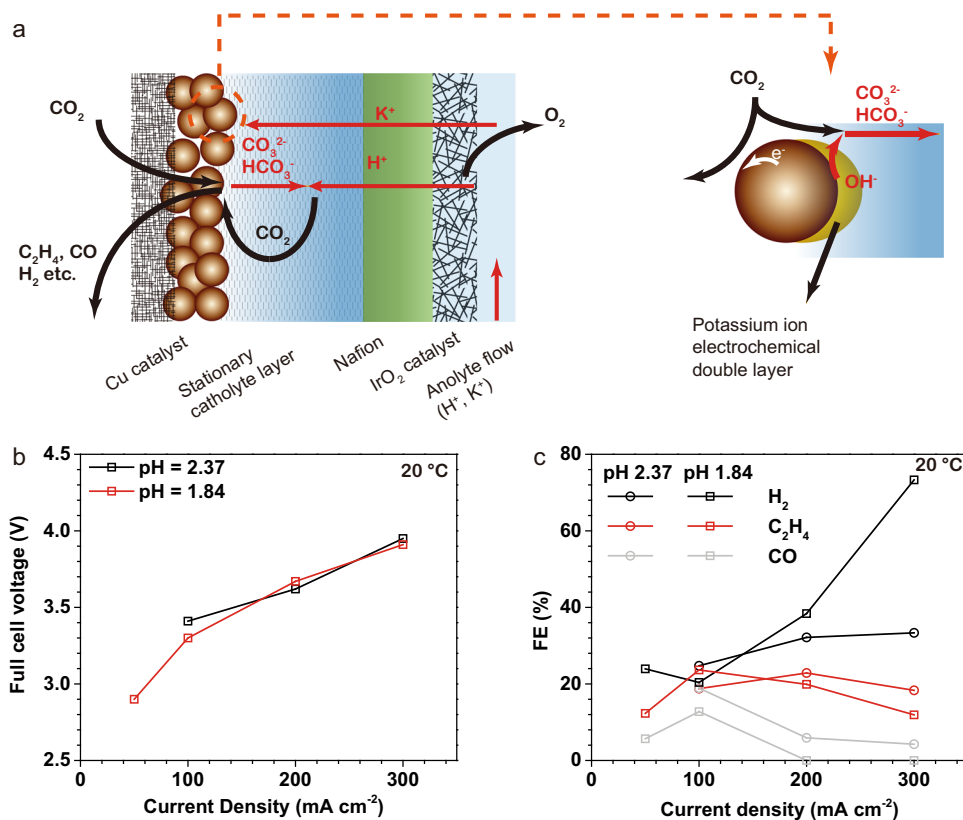 a
CO₂
K⁺
CO₃²⁻
HCO₃⁻
H⁺
O₂
CO₂
C₂H₄, CO
H₂ etc.
Cu catalyst
Stationary
catholyte layer
Nafion
IrO₂ catalyst
Anolyte flow
(H⁺, K⁺)
CO₂
CO₃²⁻
HCO₃⁻
e⁻
OH⁻
Potassium ion
electrochemical
double layer
b
4.5
4.0
3.5
3.0
2.5
Full cell voltage (V)
pH = 2.37
pH = 1.84
20 °C
0
100
200
300
Current Density (mA cm⁻²)
c
80
60
40
20
0
FE (%)
pH 2.37 pH 1.84
20 °C
H₂
C₂H₄
CO
0
100
200
300
Current density (mA cm⁻²)